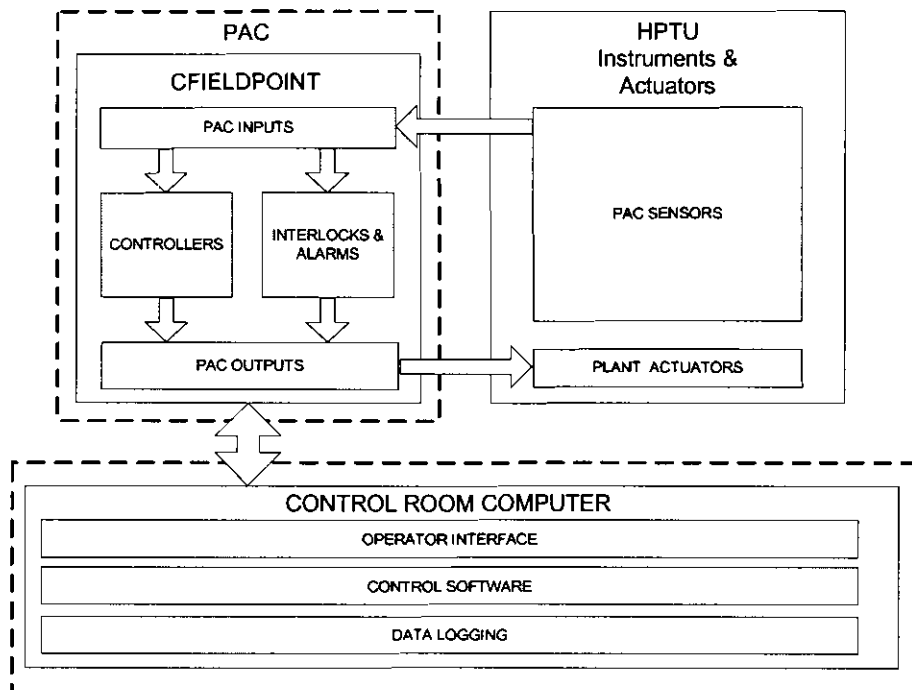 PAC
CFIELDPOINT
PAC INPUTS
CONTROLLERS
INTERLOCKS &
ALARMS
PAC OUTPUTS
HPTU
Instruments &
Actuators
PAC SENSORS
PLANT ACTUATORS
CONTROL ROOM COMPUTER
OPERATOR INTERFACE
CONTROL SOFTWARE
DATA LOGGING